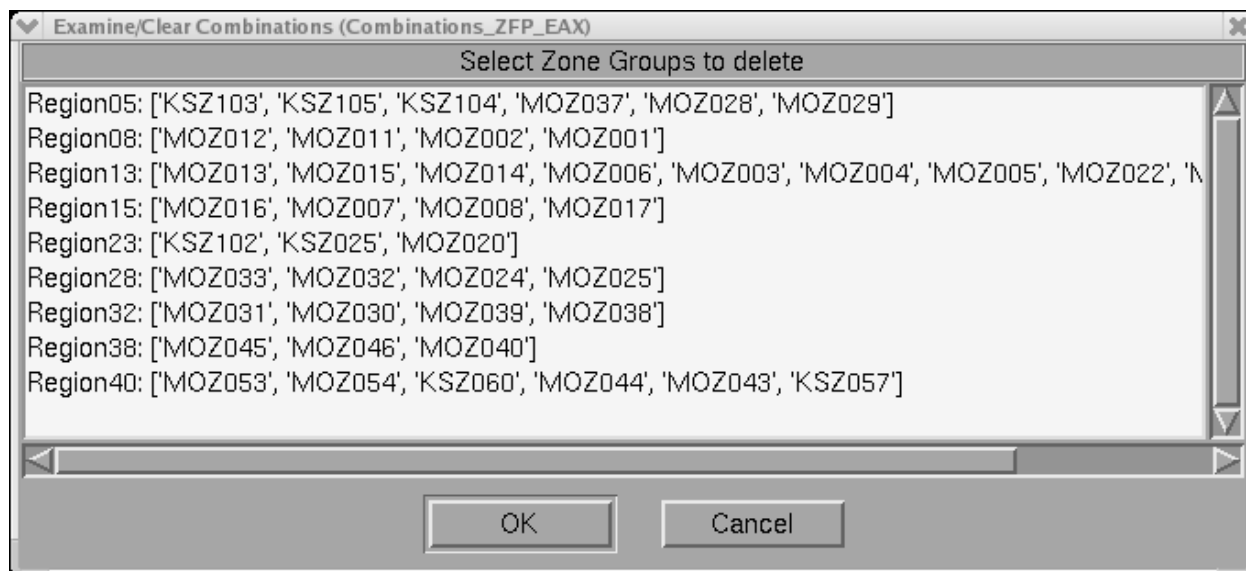 Examine/Clear Combinations (Combinations_ZFP_EAX)
Select Zone Groups to delete
Region05: ['KSZ103', 'KSZ105', 'KSZ104', 'MOZ037', 'MOZ028', 'MOZ029']
Region08: ['MOZ012', 'MOZ011', 'MOZ002', 'MOZ001']
Region13: ['MOZ013', 'MOZ015', 'MOZ014', 'MOZ006', 'MOZ003', 'MOZ004', 'MOZ005', 'MOZ022',
Region15: ['MOZ016', 'MOZ007', 'MOZ008', 'MOZ017']
Region23: ['KSZ102', 'KSZ025', 'MOZ020']
Region28: ['MOZ033', 'MOZ032', 'MOZ024', 'MOZ025']
Region32: ['MOZ031', 'MOZ030', 'MOZ039', 'MOZ038']
Region38: ['MOZ045', 'MOZ046', 'MOZ040']
Region40: ['MOZ053', 'MOZ054', 'KSZ060', 'MOZ044', 'MOZ043', 'KSZ057']
OK Cancel